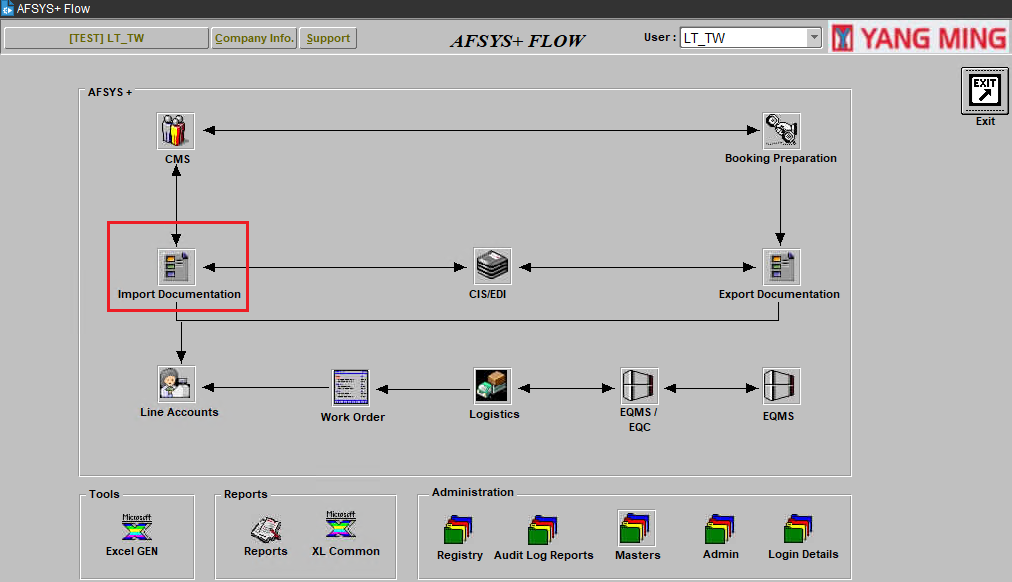 AFSYS+ Flow
[TEST] LT_TW
Company Info.
Support
AFSYS+ FLOW
User :
LT_TW
YANG MING
EXIT
Exit
AFSYS +
CMS
Booking Preparation
Import Documentation
CIS/EDI
Export Documentation
Line Accounts
Work Order
Logistics
EQMS /
EQC
EQMS
Tools
Microsoft
Excel GEN
Reports
Reports
Microsoft
XL Common
Administration
Registry
Audit Log Reports
Masters
Admin
Login Details